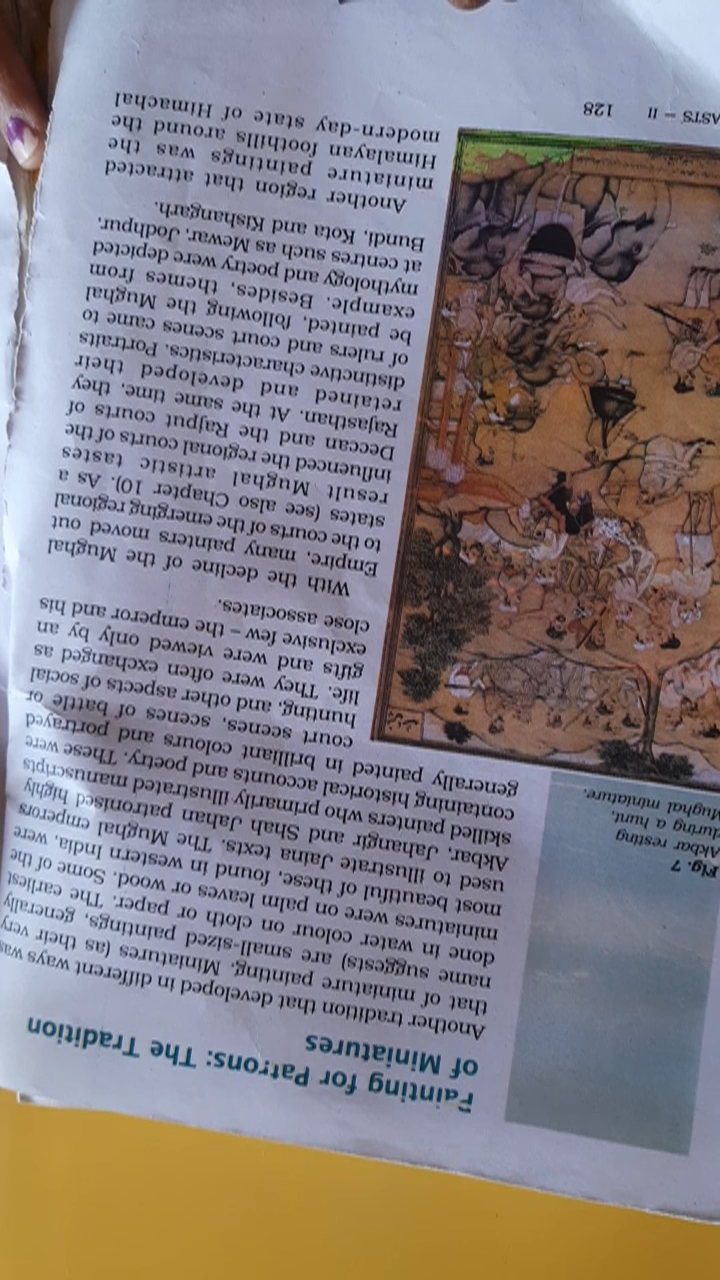 Painting for Patrons: The Tradition
of Miniatures
Another tradition that developed in different ways was
that of miniature painting. Miniatures (as their very
name suggests) are small-sized paintings, generally
done in water colour on cloth or paper. The earliest
miniatures were on palm leaves or wood. Some of the
most beautiful of these, found in western India, were
used to illustrate Jaina texts. The Mughal emperors
Akbar, Jahangir and Shah Jahan patronised highly
skilled painters who primarily illustrated manuscripts
containing historical accounts and poetry. These were
generally painted in brilliant colours and portrayed
court scenes, scenes of battle or
hunting, and other aspects of social
life. They were often exchanged as
gifts and were viewed only by an
exclusive few – the emperor and his
close associates.
With the decline of the Mughal
Empire, many painters moved out
to the courts of the emerging regional
states (see also Chapter 10). As a
result Mughal artistic tastes
influenced the regional courts of the
Deccan and the Rajput courts of
Rajasthan. At the same time, they
retained and developed their
distinctive characteristics. Portraits
of rulers and court scenes came to
be painted, following the Mughal
example. Besides, themes from
mythology and poetry were depicted
at centres such as Mewar, Jodhpur,
Bundi, Kota and Kishangarh.
Another region that attracted
miniature paintings was the
Himalayan foothills around the
modern-day state of Himachal
Fig. 7
Akbar resting
during a hunt,
Mughal miniature.
ASTS – II 128